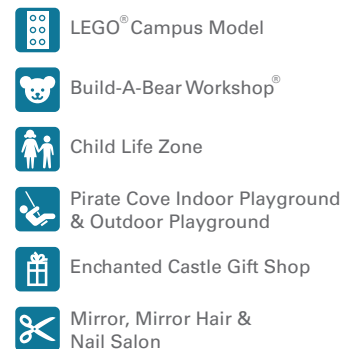 LEGO® Campus Model
Build-A-Bear Workshop®
Child Life Zone
Pirate Cove Indoor Playground
& Outdoor Playground
Enchanted Castle Gift Shop
Mirror, Mirror Hair &
Nail Salon